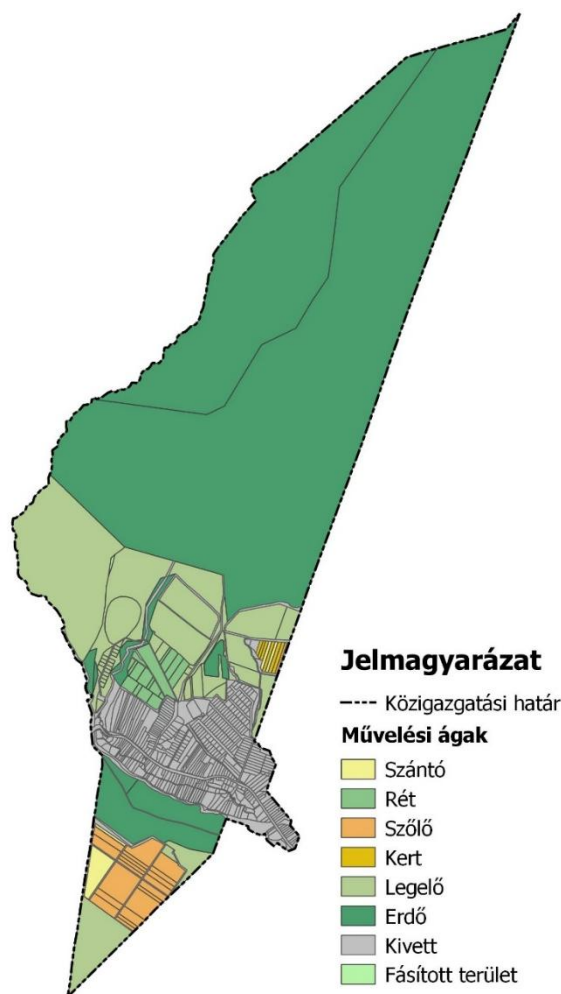 Jelmagyarázat
Közigazgatási határ
Művelési ágak
Szántó
Rét
Szőlő
Kert
Legelő
Erdő
Kivett
Fásított terület